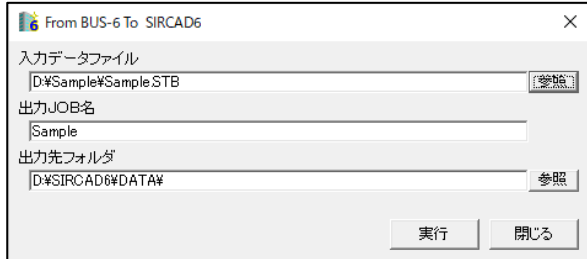 From BUS-6 To SIRCAD6
入力データファイル
D:¥Sample¥Sample.STB 参照
出力JOB名
Sample
出力先フォルダ
D:¥SIRCAD6¥DATA¥ 参照
実行 閉じる